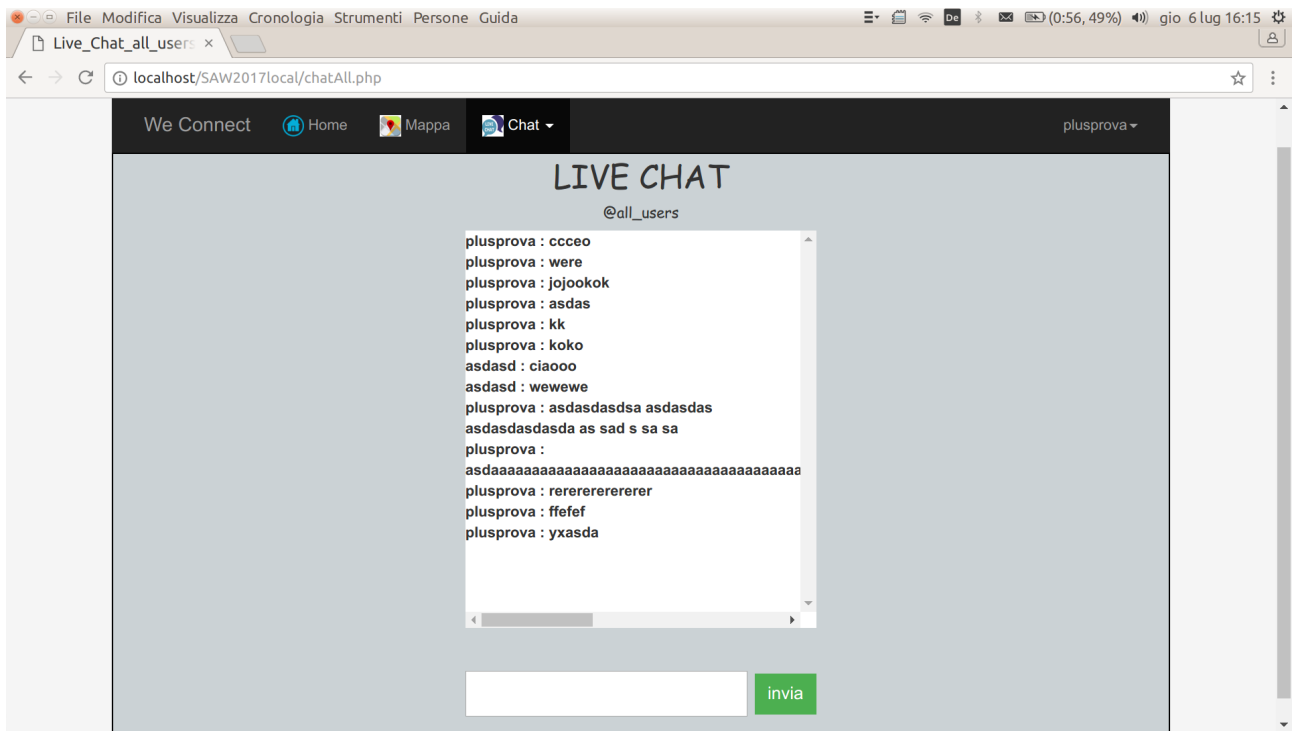 File Modifica Visualizza Cronologia Strumenti Persone Guida De (0:56, 49%) gio 6 lug 16:15
Live_Chat_all_users ×
localhost/SAW2017local/chatAll.php
We Connect Home Mappa Chat plusprova
LIVE CHAT
@all_users
plusprova : ccceo
plusprova : were
plusprova : jojookok
plusprova : asdas
plusprova : kk
plusprova : koko
asdasd : ciaooo
asdasd : wewewe
plusprova : asdasdasdsa asdasdas
asdasdasdasda as sad s sa sa
plusprova :
plusprova : rerererererer
plusprova : ffefef
plusprova : yxasda
invia